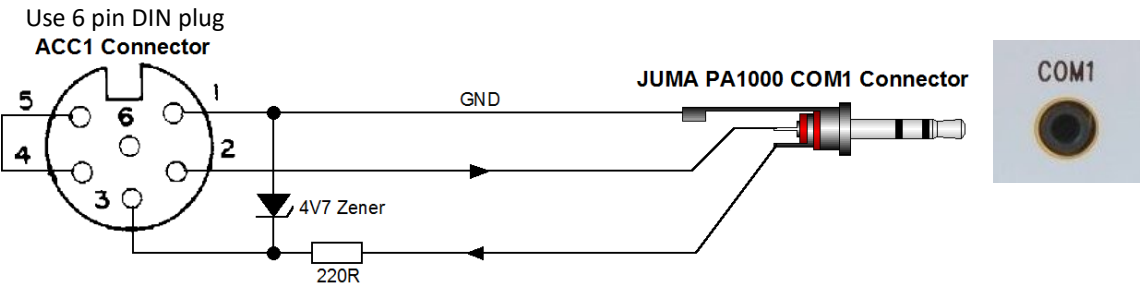 Use 6 pin DIN plug
ACC1 Connector
JUMA PA1000 COM1 Connector
COM1
5
1
GND
6
4
2
3
4V7 Zener
220R